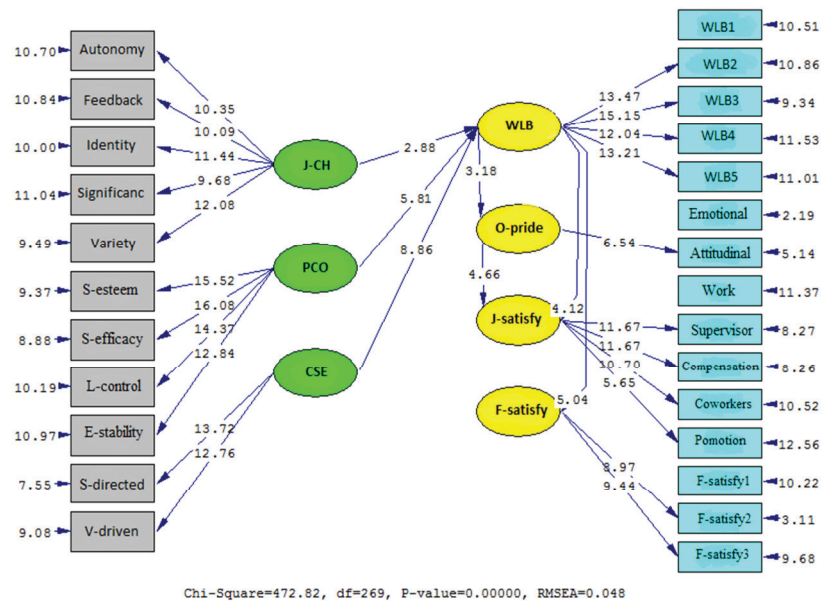 10.70 Autonomy
10.84 Feedback
10.00 Identity
11.04 Significanc
9.49 Variety
9.37 S-esteem
8.88 S-efficacy
10.19 L-control
10.97 E-stability
7.55 S-directed
9.08 V-driven
10.35
10.09
11.44
9.68
12.08
15.52
16.08
14.37
12.84
13.72
12.76
J-CH
PCO
CSE
2.88
5.81
8.86
WLB
3.18
O-pride
4.66
J-satisfy
F-satisfy
4.12
5.04
13.47
15.15
12.04
13.21
6.54
11.67
11.67
10.70
5.65
8.97
9.44
WLB1 10.51
WLB2 10.86
WLB3 9.34
WLB4 11.53
WLB5 11.01
Emotional 2.19
Attitudinal 5.14
Work 11.37
Supervisor 8.27
Compensation 8.26
Coworkers 10.52
Pomotion 12.56
F-satisfy1 10.22
F-satisfy2 3.11
F-satisfy3 9.68
Chi-Square=472.82, df=269, P-value=0.00000, RMSEA=0.048